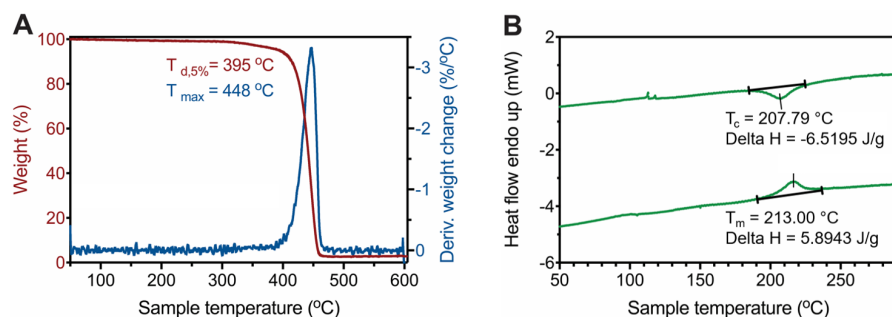 A
100
80
60
40
20
0
Weight (%)
T d,5% = 395 ºC
T max = 448 ºC
-3
-2
-1
0
Deriv. weight change (%/ºC)
100 200 300 400 500 600
Sample temperature (ºC)
B
2
0
-2
-4
-6
Heat flow endo up (mW)
Tc = 207.79 °C
Delta H = -6.5195 J/g
Tm = 213.00 °C
Delta H = 5.8943 J/g
50 100 150 200 250
Sample temperature (ºC)